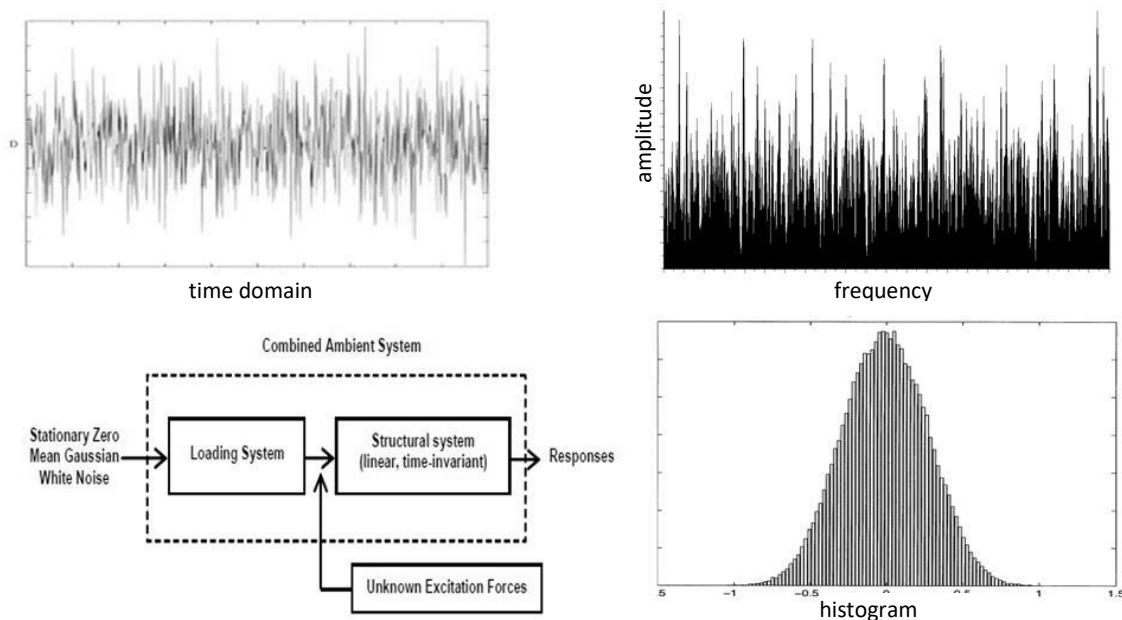 0
time domain
amplitude
frequency
Combined Ambient System
Stationary Zero
Mean Gaussian
White Noise
Loading System
Structural system
(linear, time-invariant)
Responses
Unknown Excitation Forces
5 -1 -0.5 0 0.5 1 1.5
histogram